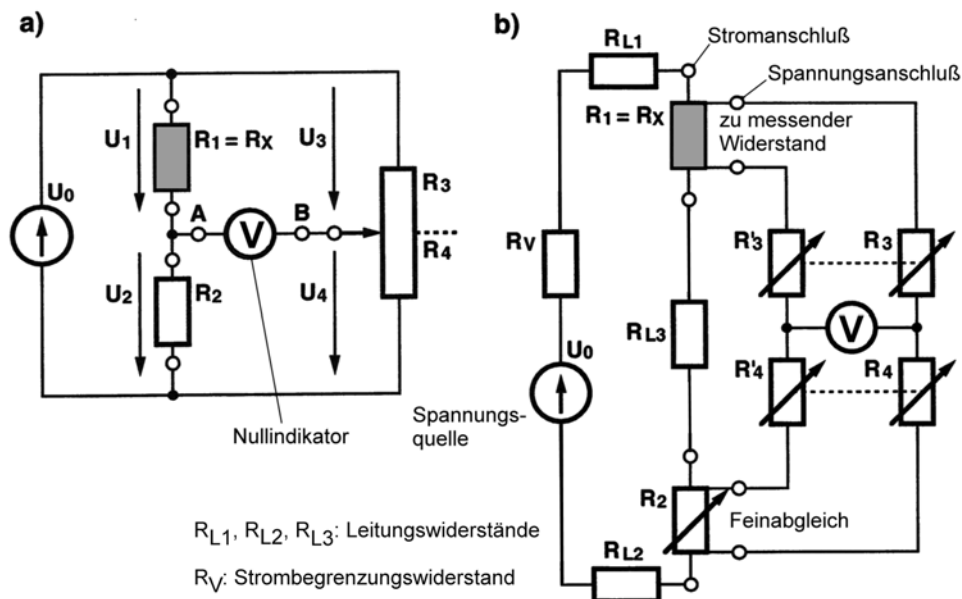 a)
U1
R1 = RX
U3
U0
A
V
B
R3
R4
U2
R2
U4
Nullindikator
Spannungs-
quelle
RL1, RL2, RL3: Leitungswiderstände
RV: Strombegrenzungswiderstand
b)
RL1
Stromanschluß
Spannungsanschluß
R1 = RX
zu messender
Widerstand
RV
R'3
R3
RL3
V
U0
R'4
R4
R2
Feinabgleich
RL2